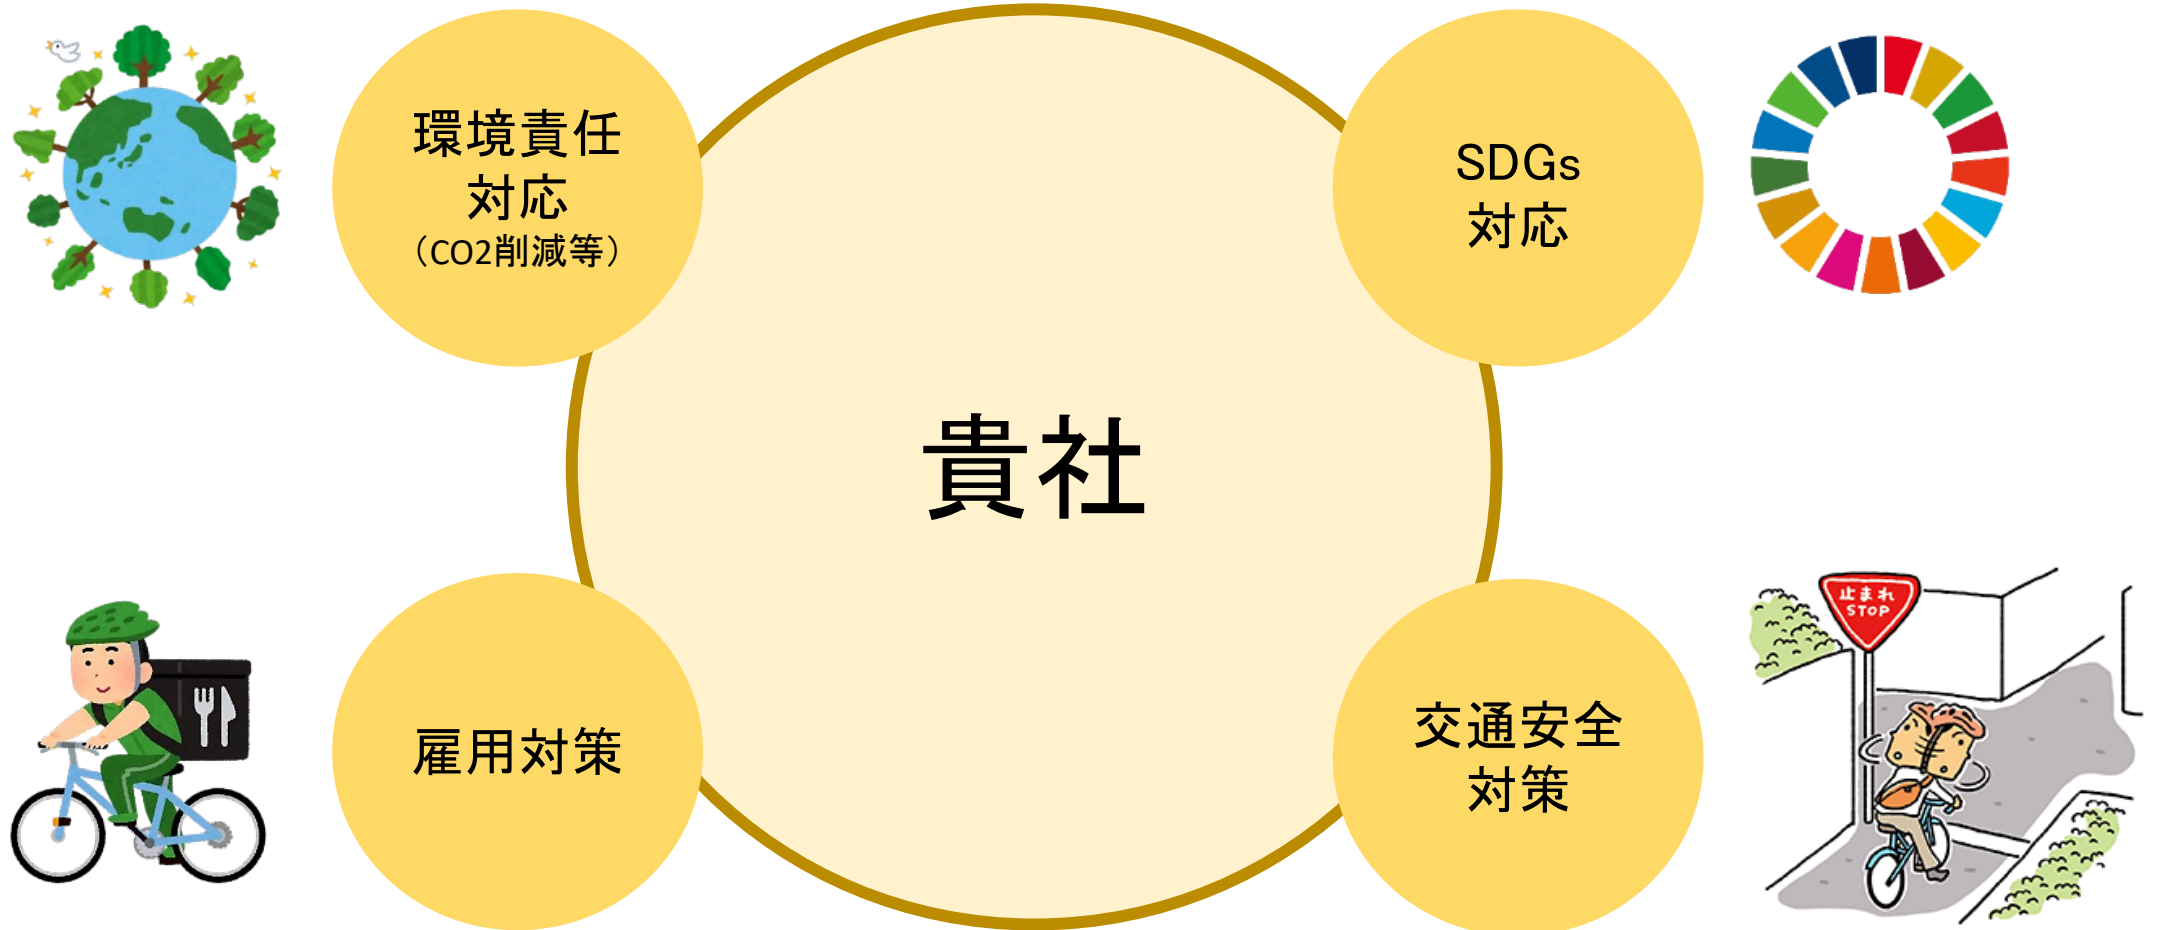 環境責任
対応
（CO2削減等）
SDGs
対応
貴社
雇用対策
交通安全
対策
止まれ
STOP